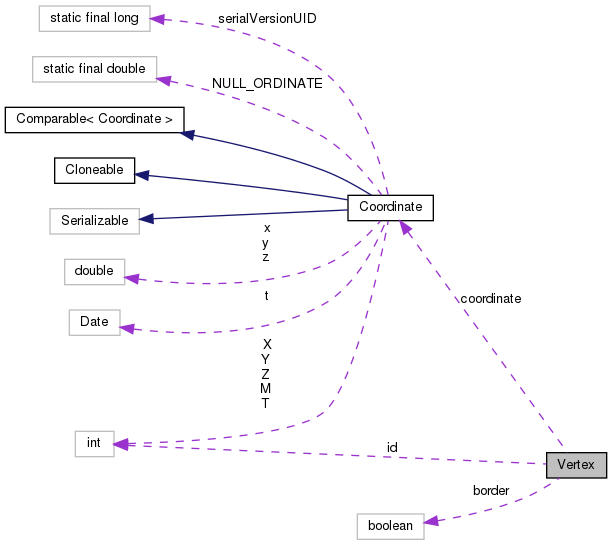 static final long
serialVersionUID
static final double
NULL_ORDINATE
Comparable< Coordinate >
Cloneable
Coordinate
Serializable
x
y
z
double
t
coordinate
Date
X
Y
Z
M
T
int
id
Vertex
border
boolean